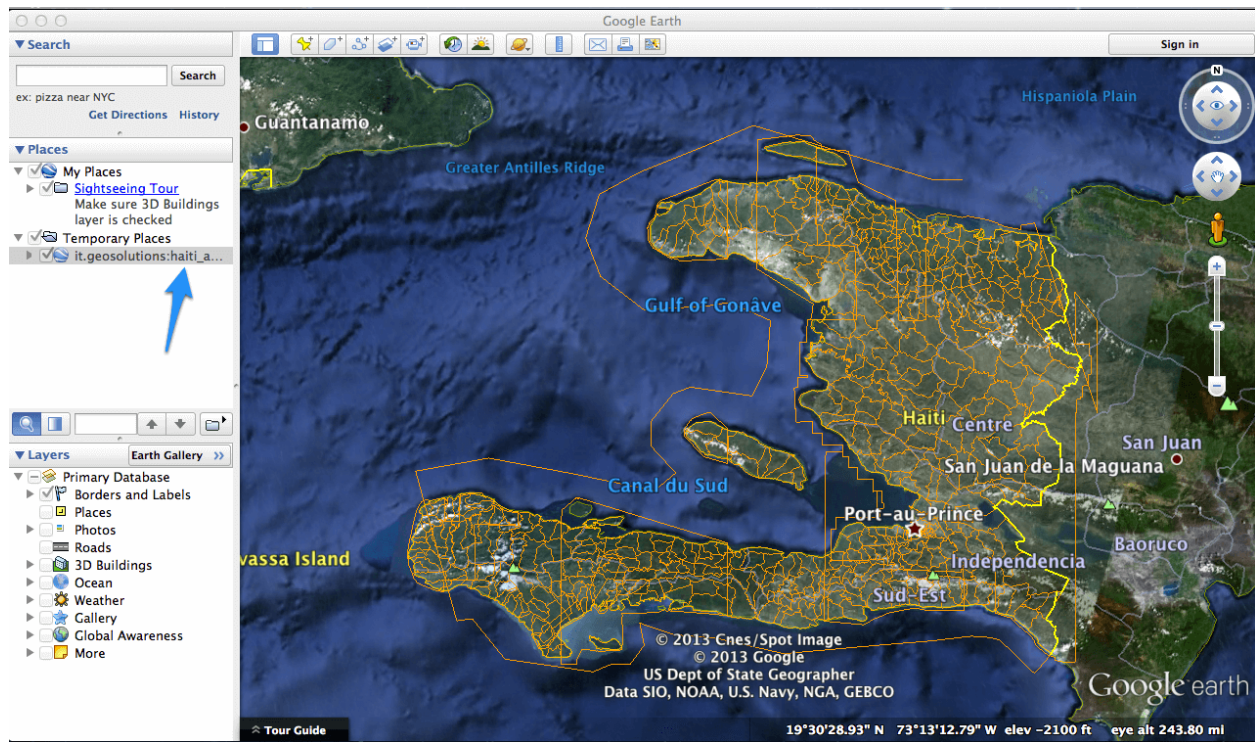 Google Earth
Search
Search
ex: pizza near NYC
Get Directions History
Places
My Places
Sightseeing Tour
Make sure 3D Buildings
layer is checked
Temporary Places
it.geosolutions:haiti_a...
Layers
Earth Gallery >>
Primary Database
Borders and Labels
Places
Photos
Roads
3D Buildings
Ocean
Weather
Gallery
Global Awareness
More
Sign in
N
Hispaniola Plain
Guantanamo
Greater Antilles Ridge
Gulf of Gonâve
Haiti
Centre
San Juan
San Juan de la Maguana
Canal du Sud
Port-au-Prince
Baoruco
vassa Island
Independencia
Sud-Est
© 2013 Cnes/Spot Image
© 2013 Google
US Dept of State Geographer
Data SIO, NOAA, U.S. Navy, NGA, GEBCO
Google earth
Tour Guide
19°30'28.93" N 73°13'12.79" W elev -2100 ft eye alt 243.80 mi